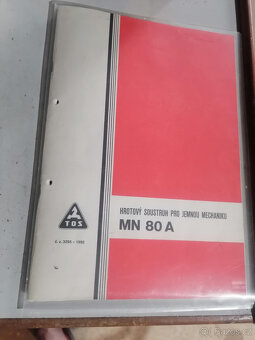 HROTOVÝ SOUSTRUH PRO JEMNOU MECHANIKU
MN 80 A
TOS